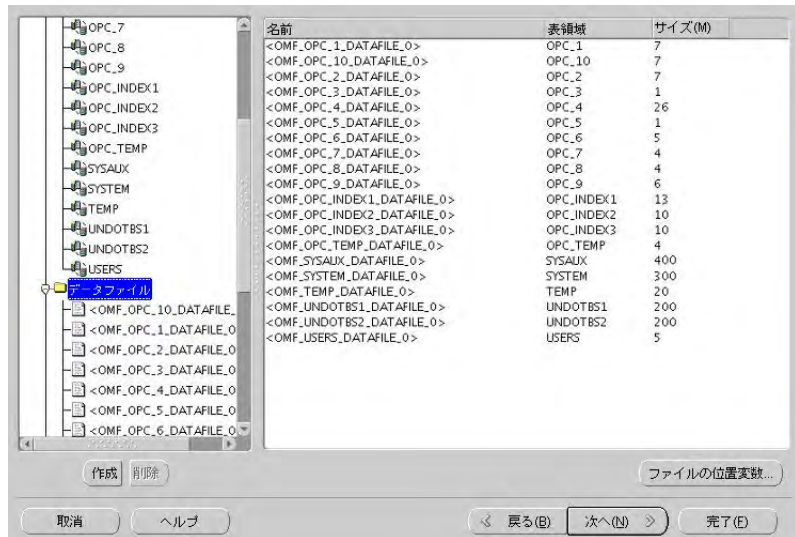 OPC_7
OPC_8
OPC_9
OPC_INDEX1
OPC_INDEX2
OPC_INDEX3
OPC_TEMP
SYSAUX
SYSTEM
TEMP
UNDOTBS1
UNDOTBS2
USERS
データファイル
<OMF_OPC_10_DATAFILE_
<OMF_OPC_1_DATAFILE_0
<OMF_OPC_2_DATAFILE_0
<OMF_OPC_3_DATAFILE_0
<OMF_OPC_4_DATAFILE_0
<OMF_OPC_5_DATAFILE_0
<OMF_OPC_6_DATAFILE_0
名前 表領域 サイズ(M)
<OMF_OPC_1_DATAFILE_0> OPC_1 7
<OMF_OPC_10_DATAFILE_0> OPC_10 7
<OMF_OPC_2_DATAFILE_0> OPC_2 7
<OMF_OPC_3_DATAFILE_0> OPC_3 1
<OMF_OPC_4_DATAFILE_0> OPC_4 26
<OMF_OPC_5_DATAFILE_0> OPC_5 1
<OMF_OPC_6_DATAFILE_0> OPC_6 5
<OMF_OPC_7_DATAFILE_0> OPC_7 4
<OMF_OPC_8_DATAFILE_0> OPC_8 4
<OMF_OPC_9_DATAFILE_0> OPC_9 6
<OMF_OPC_INDEX1_DATAFILE_0> OPC_INDEX1 13
<OMF_OPC_INDEX2_DATAFILE_0> OPC_INDEX2 10
<OMF_OPC_INDEX3_DATAFILE_0> OPC_INDEX3 10
<OMF_OPC_TEMP_DATAFILE_0> OPC_TEMP 4
<OMF_SYSAUX_DATAFILE_0> SYSAUX 400
<OMF_SYSTEM_DATAFILE_0> SYSTEM 300
<OMF_TEMP_DATAFILE_0> TEMP 20
<OMF_UNDOTBS1_DATAFILE_0> UNDOTBS1 200
<OMF_UNDOTBS2_DATAFILE_0> UNDOTBS2 200
<OMF_USERS_DATAFILE_0> USERS 5
作成 削除 ファイルの位置変数...
取消 ヘルプ 戻る(B) 次へ(N) 完了(F)